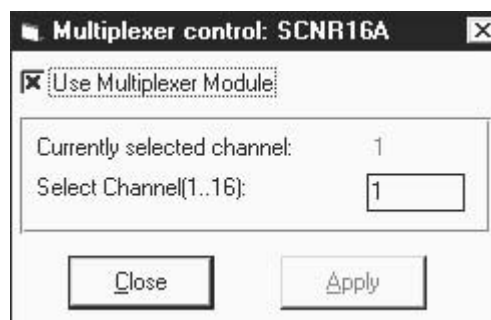 Multiplexer control: SCNR16A
Use Multiplexer Module
Currently selected channel: 1
Select Channel(1..16): 1
Close Apply